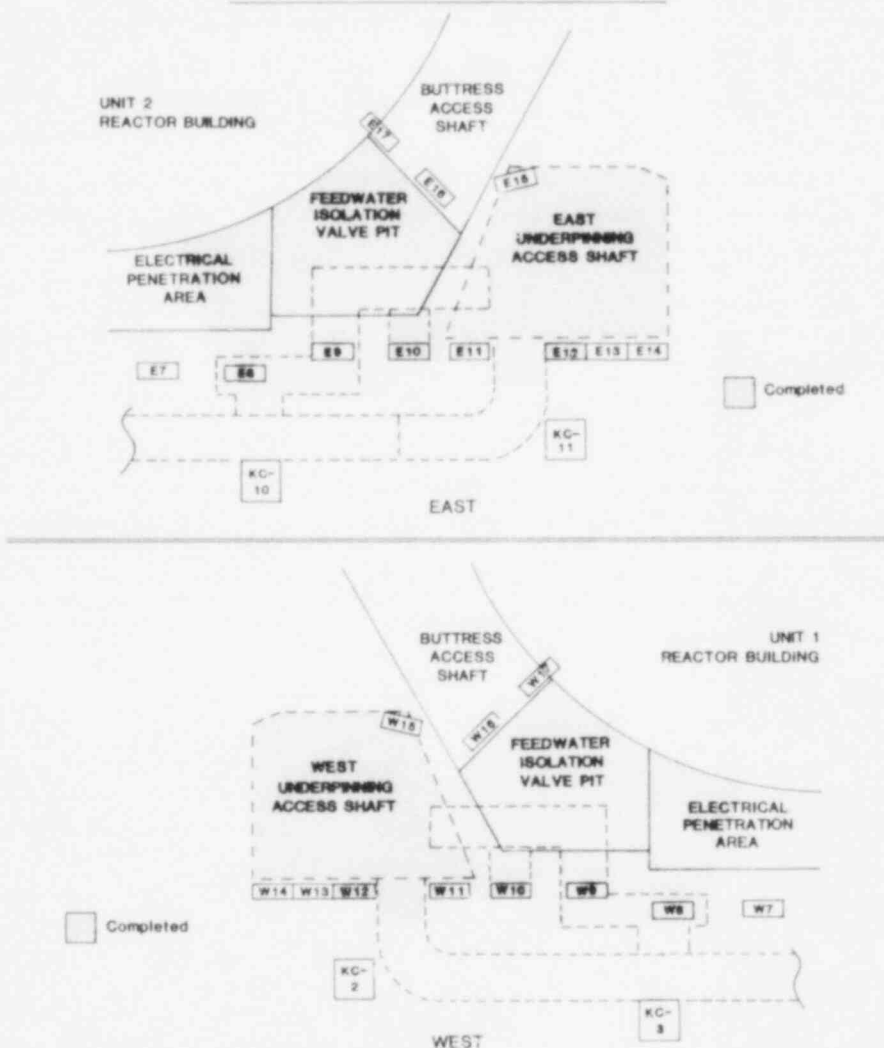 UNIT 2
REACTOR BUILDING
BUTTRESS
ACCESS
SHAFT
E17
E16
E15
FEEDWATER
ISOLATION
VALVE PIT
EAST
UNDERPINNING
ACCESS SHAFT
ELECTRICAL
PENETRATION
AREA
E7
E8
E9
E10
E11
E12
E13
E14
Completed
KC-
10
KC-
11
EAST
BUTTRESS
ACCESS
SHAFT
UNIT 1
REACTOR BUILDING
W15
W16
W17
WEST
UNDERPINNING
ACCESS SHAFT
FEEDWATER
ISOLATION
VALVE PIT
ELECTRICAL
PENETRATION
AREA
W14
W13
W12
W11
W10
W9
W8
W7
Completed
KC-
2
KC-
3
WEST